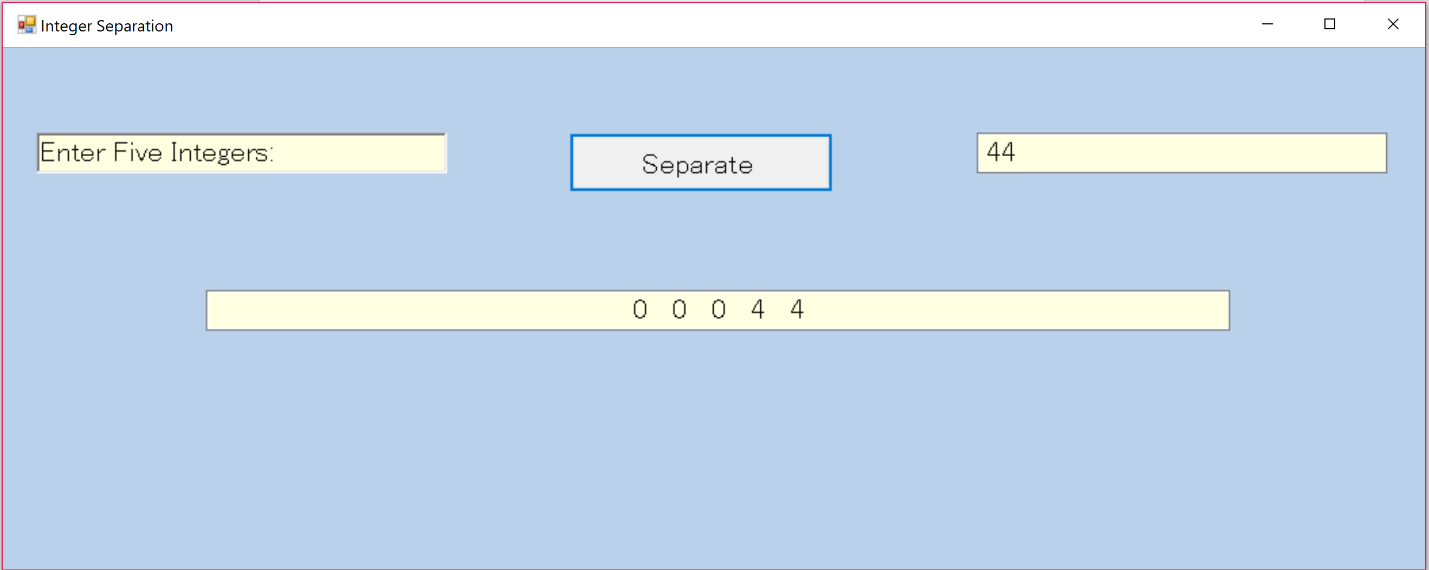 Integer Separation
Enter Five Integers:
Separate
44
0 0 0 4 4